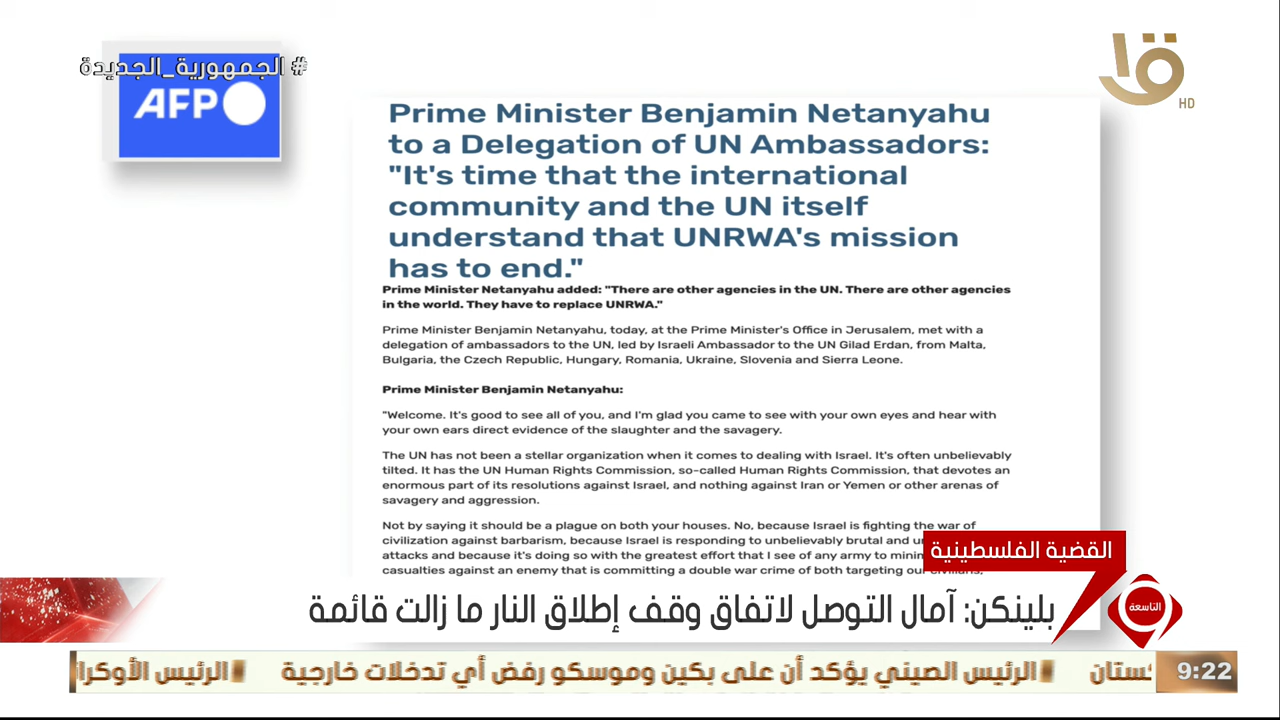 # الجمهورية_الجديدة
AFP
HD
Prime Minister Benjamin Netanyahu
to a Delegation of UN Ambassadors:
"It's time that the international
community and the UN itself
understand that UNRWA's mission
has to end."
Prime Minister Netanyahu added: "There are other agencies in the UN. There are other agencies
in the world. They have to replace UNRWA."
Prime Minister Benjamin Netanyahu, today, at the Prime Minister's Office in Jerusalem, met with a
delegation of ambassadors to the UN, led by Israeli Ambassador to the UN Gilad Erdan, from Malta,
Bulgaria, the Czech Republic, Hungary, Romania, Ukraine, Slovenia and Sierra Leone.
Prime Minister Benjamin Netanyahu:
"Welcome. It's good to see all of you, and I'm glad you came to see with your own eyes and hear with
your own ears direct evidence of the slaughter and the savagery.
The UN has not been a stellar organization when it comes to dealing with Israel. It's often unbelievably
tilted. It has the UN Human Rights Commission, so-called Human Rights Commission, that devotes an
enormous part of its resolutions against Israel, and nothing against Iran or Yemen or other arenas of
savagery and aggression.
Not by saying it should be a plague on both your houses. No, because Israel is fighting the war of
civilization against barbarism, because Israel is responding to unbelievably brutal and
attacks and because it's doing so with the greatest effort that I see of any army to
casualties against an enemy that is committing a double war crime of both targeting our civilians,
القضية الفلسطينية
التاسعة
بلينكن: آمال التوصل لاتفاق وقف إطلاق النار ما زالت قائمة
الرئيس الصيني يؤكد أن على بكين وموسكو رفض أي تدخلات خارجية
الرئيس
9:22